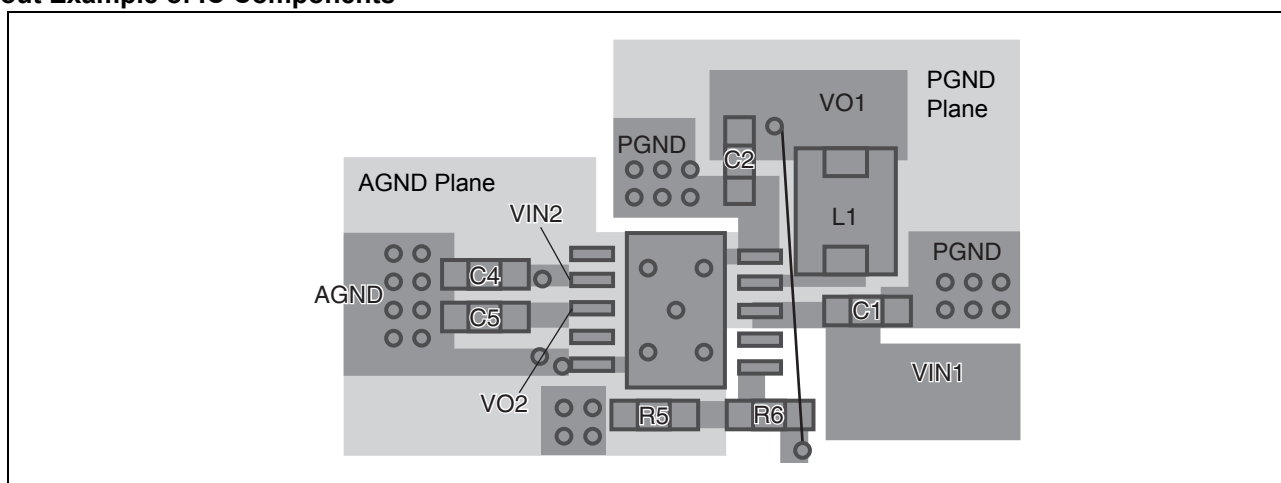 out Example of IC Components
PGND
Plane
VO1
PGND
C2
AGND Plane
VIN2
L1
PGND
C4
AGND
C5
C1
VIN1
VO2
R5
R6